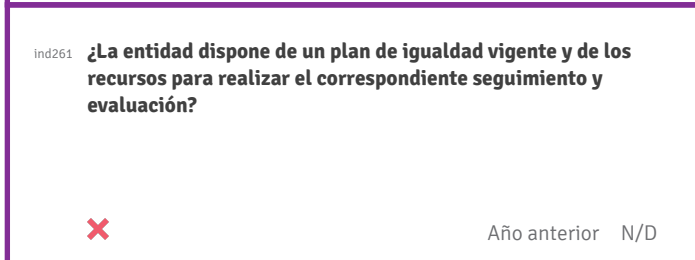 ind261 ¿La entidad dispone de un plan de igualdad vigente y de los
recursos para realizar el correspondiente seguimiento y
evaluación?
Año anterior N/D